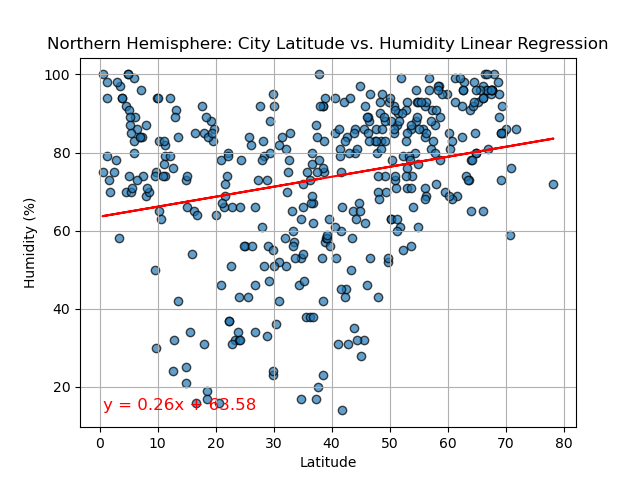 Northern Hemisphere: City Latitude vs. Humidity Linear Regression
Humidity (%)
100
80
60
40
20
y = 0.26x + 63.58
0 10 20 30 40 50 60 70 80
Latitude